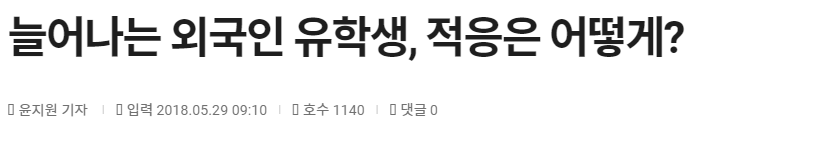 늘어나는 외국인 유학생, 적응은 어떻게?
윤지원 기자 입력 2018.05.29 09:10 호수 1140 댓글 0